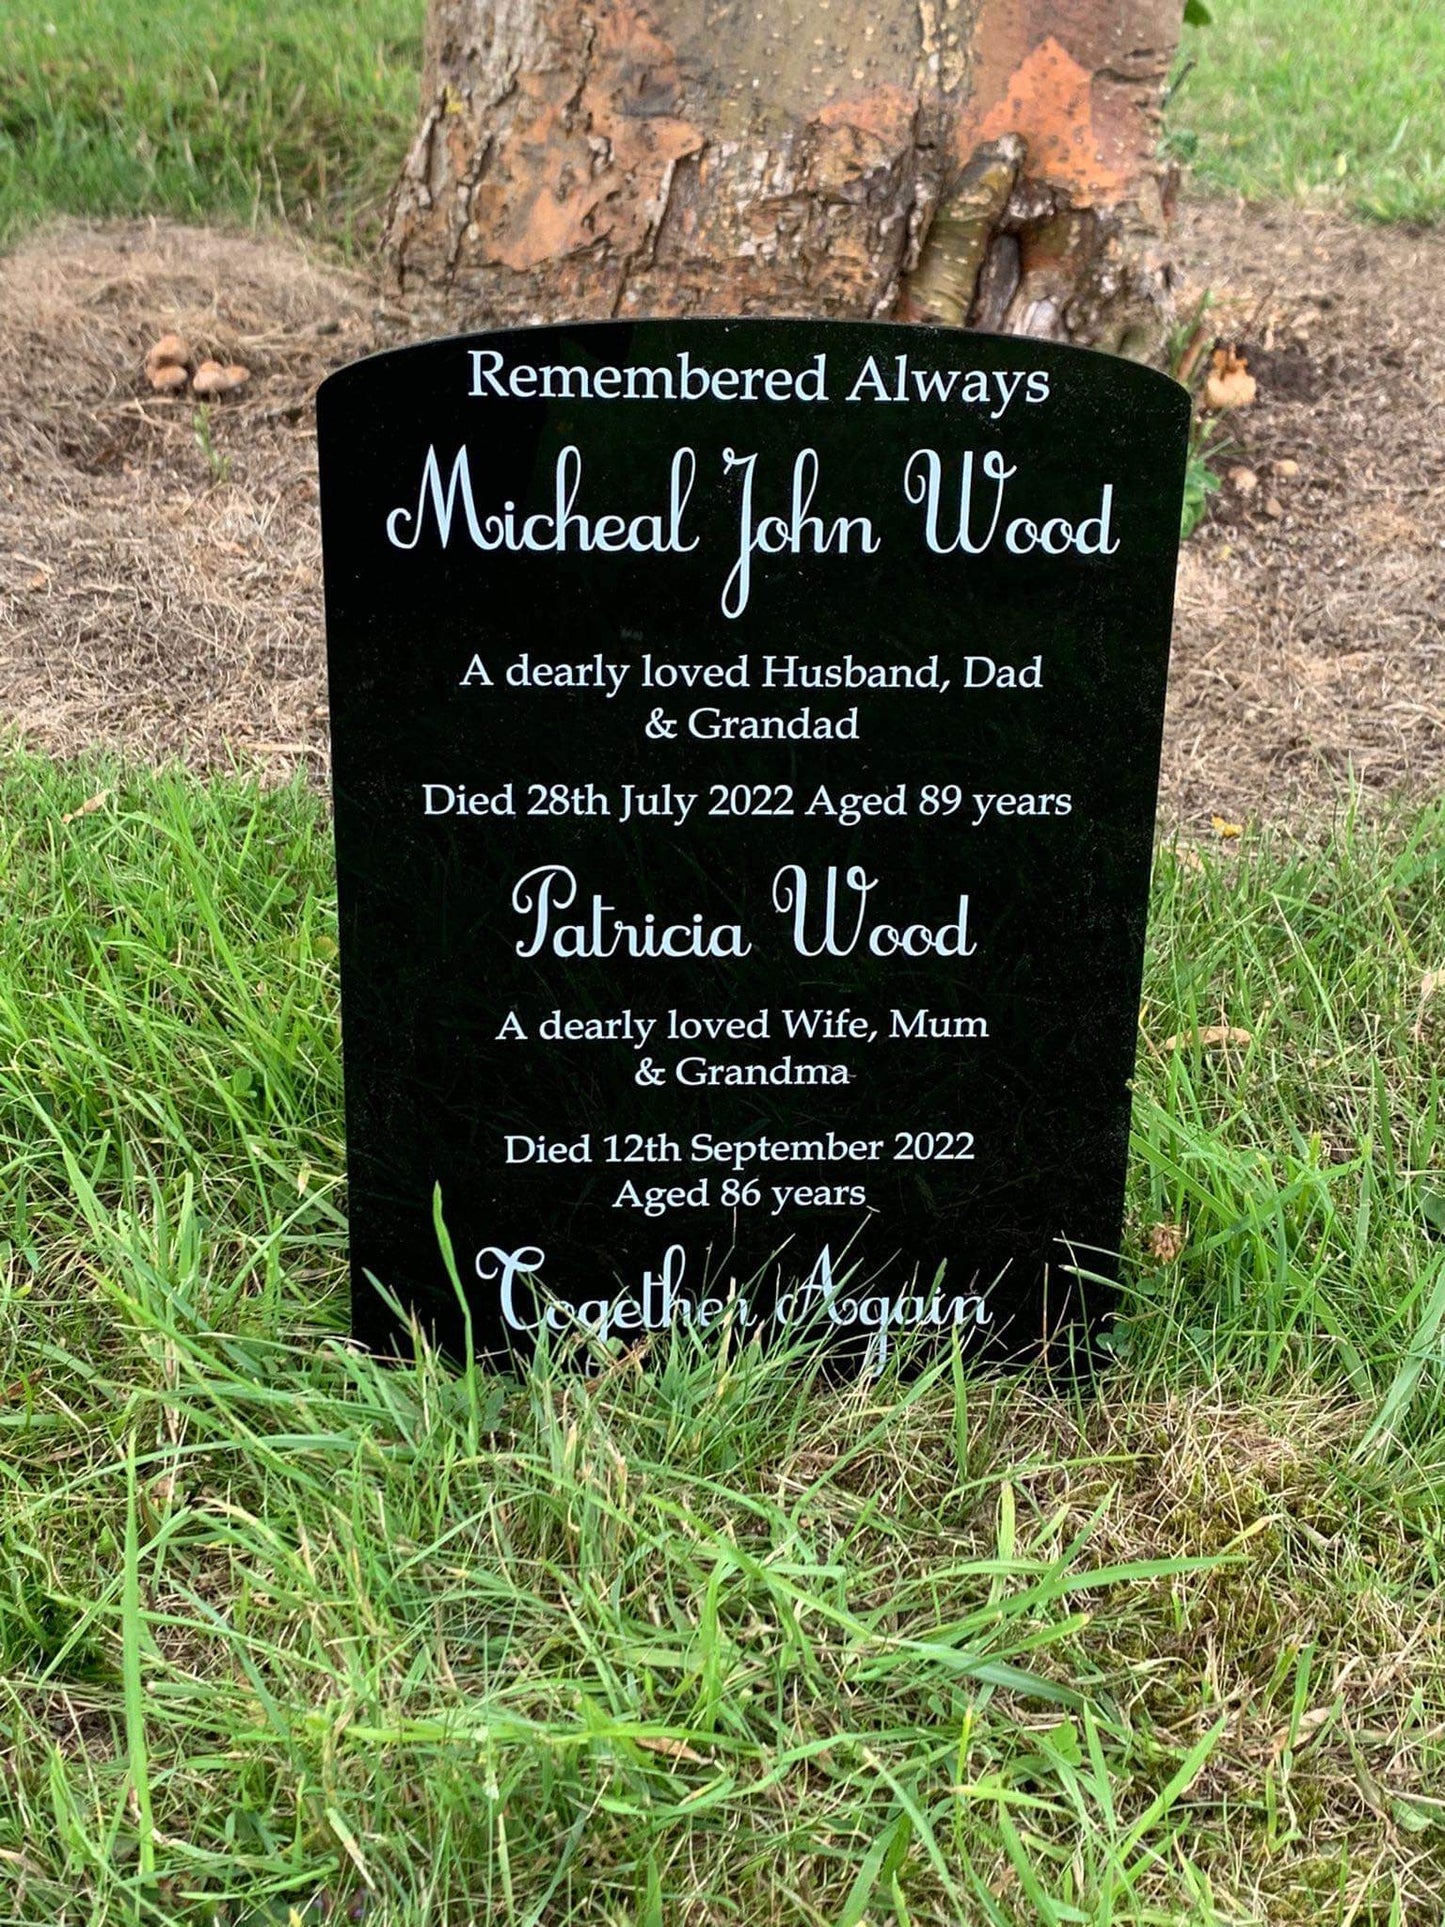 Remembered Always
Micheal John Wood
A dearly loved Husband, Dad
& Grandad
Died 28th July 2022 Aged 89 years
Patricia Wood
A dearly loved Wife, Mum
& Grandma
Died 12th September 2022
Aged 86 years
Together Again